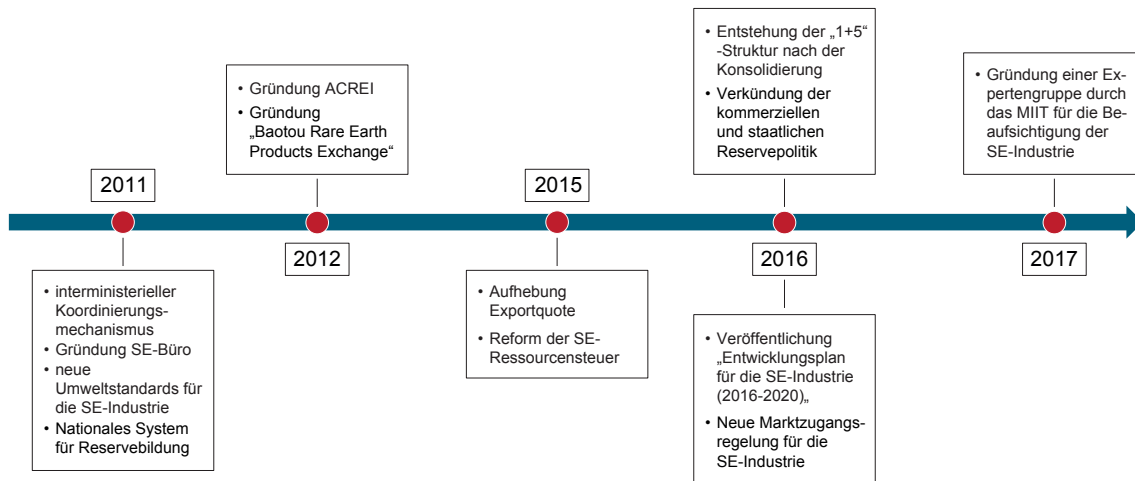 2011
• interministerieller
Koordinierungs-
mechanismus
• Gründung SE-Büro
• neue
Umweltstandards für
die SE-Industrie
• Nationales System
für Reservebildung
• Gründung ACREI
• Gründung
„Baotou Rare Earth
Products Exchange“
2012
2015
• Aufhebung
Exportquote
• Reform der SE-
Ressourcensteuer
• Entstehung der „1+5“
-Struktur nach der
Konsolidierung
• Verkündung der
kommerziellen
und staatlichen
Reservepolitik
2016
• Veröffentlichung
„Entwicklungsplan
für die SE-Industrie
(2016-2020)„
• Neue Marktzugangs-
regelung für die
SE-Industrie
• Gründung einer Ex-
pertengruppe durch
das MIIT für die Be-
aufsichtigung der
SE-Industrie
2017